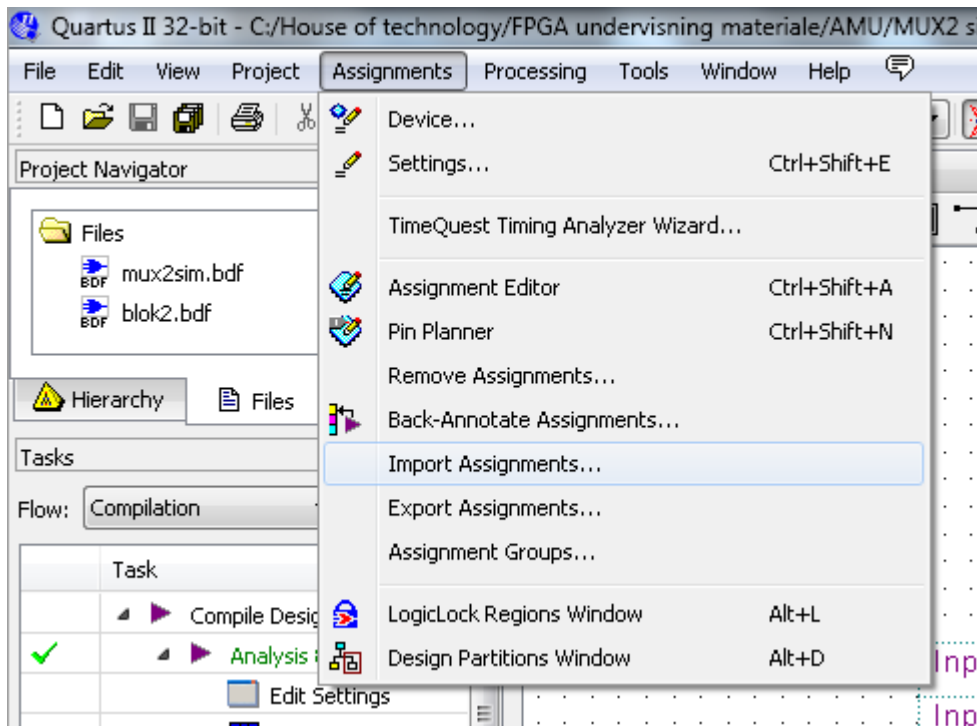 Quartus II 32-bit - C:/House of technology/FPGA undervisning materiale/AMU/MUX2 s
File Edit View Project Assignments Processing Tools Window Help
Project Navigator
Files
BDF mux2sim.bdf
BDF blok2.bdf
Hierarchy Files
Tasks
Flow: Compilation
Task
Compile Desig
Analysis
Edit Settings
Device...
Settings... Ctrl+Shift+E
TimeQuest Timing Analyzer Wizard...
Assignment Editor Ctrl+Shift+A
Pin Planner Ctrl+Shift+N
Remove Assignments...
Back-Annotate Assignments...
Import Assignments...
Export Assignments...
Assignment Groups...
LogicLock Regions Window Alt+L
Design Partitions Window Alt+D
Inp
Inp